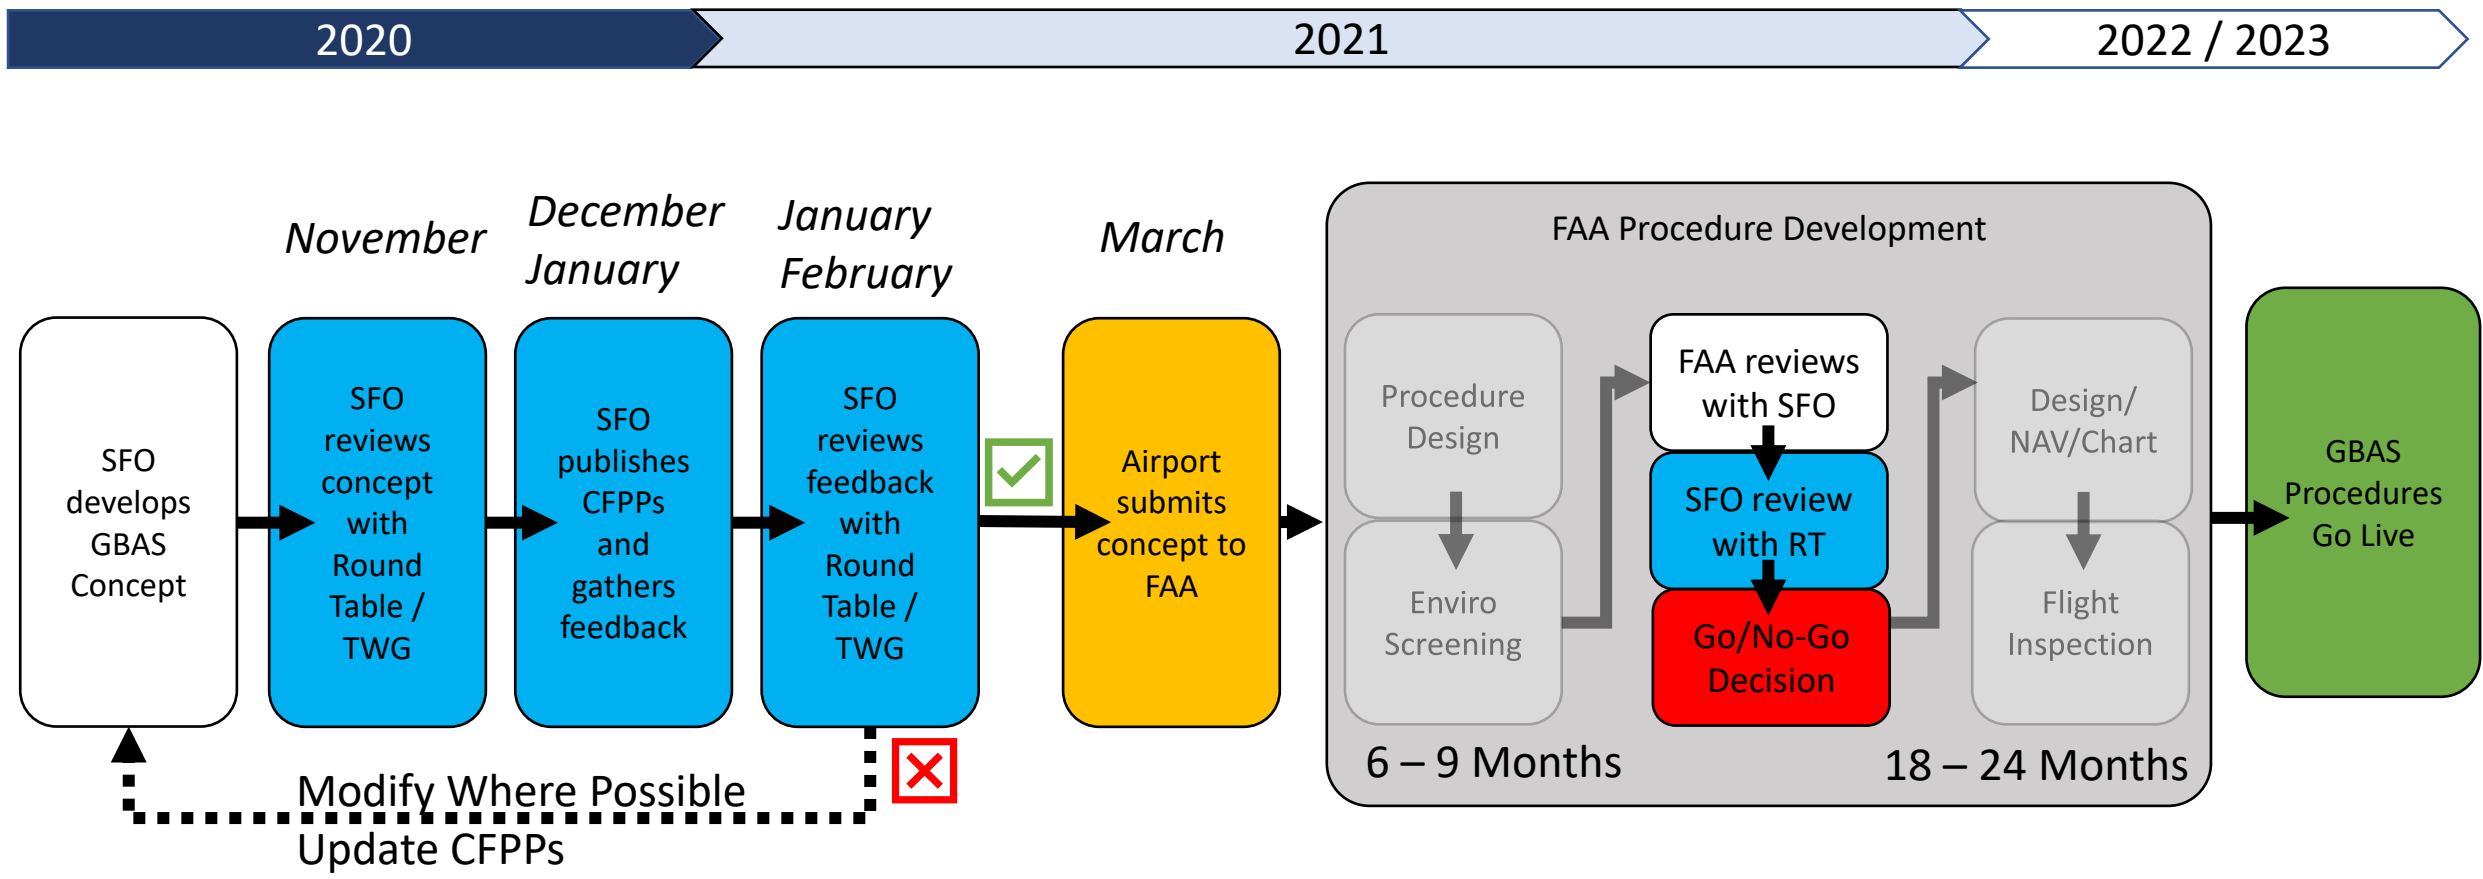 2020
2021
2022 / 2023
November
December
January
January
February
March
FAA Procedure Development
SFO
develops
GBAS
Concept
SFO
reviews
concept
with
Round
Table /
TWG
SFO
publishes
CFPPs
and
gathers
feedback
SFO
reviews
feedback
with
Round
Table /
TWG
Airport
submits
concept to
FAA
Procedure
Design
Enviro
Screening
FAA reviews
with SFO
SFO review
with RT
Go/No-Go
Decision
Design/
NAV/Chart
Flight
Inspection
6 – 9 Months
18 – 24 Months
GBAS
Procedures
Go Live
Modify Where Possible
Update CFPPs